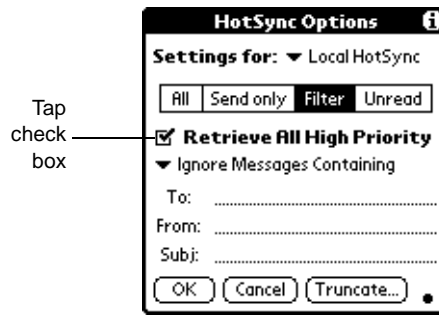 HotSync Options
Settings for: Local HotSync
All Send only Filter Unread
Tap check box
Retrieve All High Priority
Ignore Messages Containing
To:
From:
Subj:
OK Cancel Truncate...